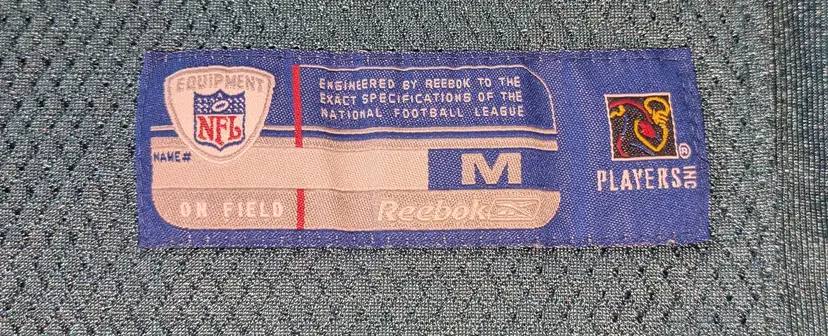 EQUIPMENT
NFL
ENGINEERED BY REEBOK TO THE
EXACT SPECIFICATIONS OF THE
NATIONAL FOOTBALL LEAGUE
NAME#
M
ON FIELD
Reebok
®
PLAYERS INC